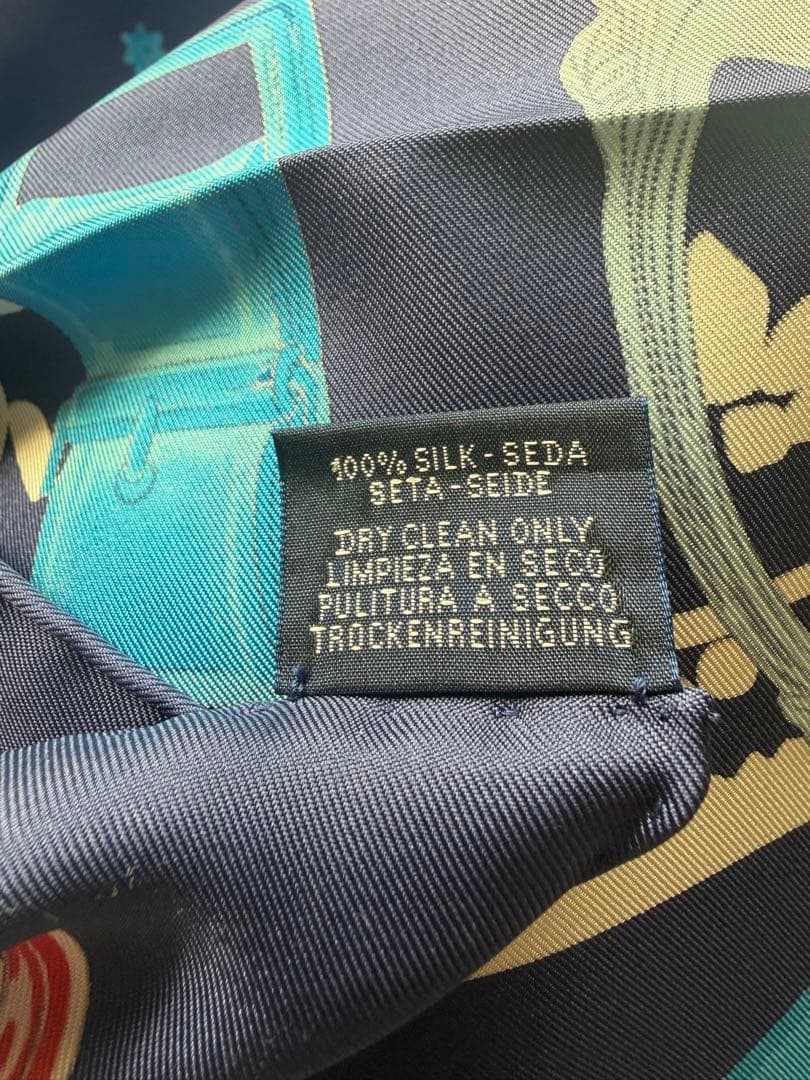 100% SILK - SEDA
SETA - SEIDE
DRY CLEAN ONLY
LIMPIEZA EN SECO
PULITURA A SECCO
TROCKENREINIGUNG